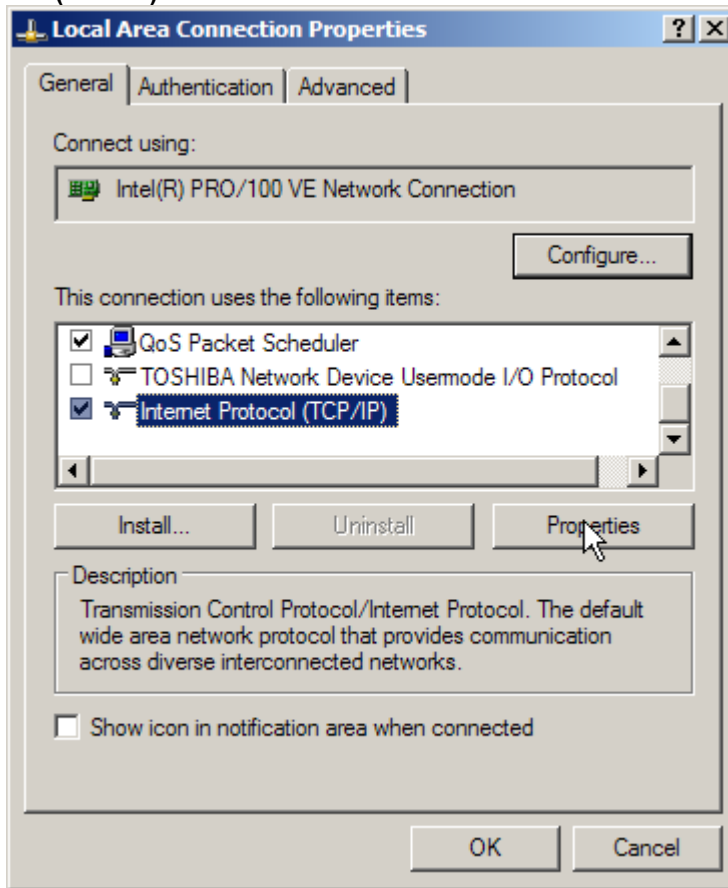 Local Area Connection Properties
General Authentication Advanced
Connect using:
Intel(R) PRO/100 VE Network Connection
Configure...
This connection uses the following items:
QoS Packet Scheduler
TOSHIBA Network Device Usermode I/O Protocol
Internet Protocol (TCP/IP)
Install... Uninstall Properties
Description
Transmission Control Protocol/Internet Protocol. The default
wide area network protocol that provides communication
across diverse interconnected networks.
Show icon in notification area when connected
OK Cancel